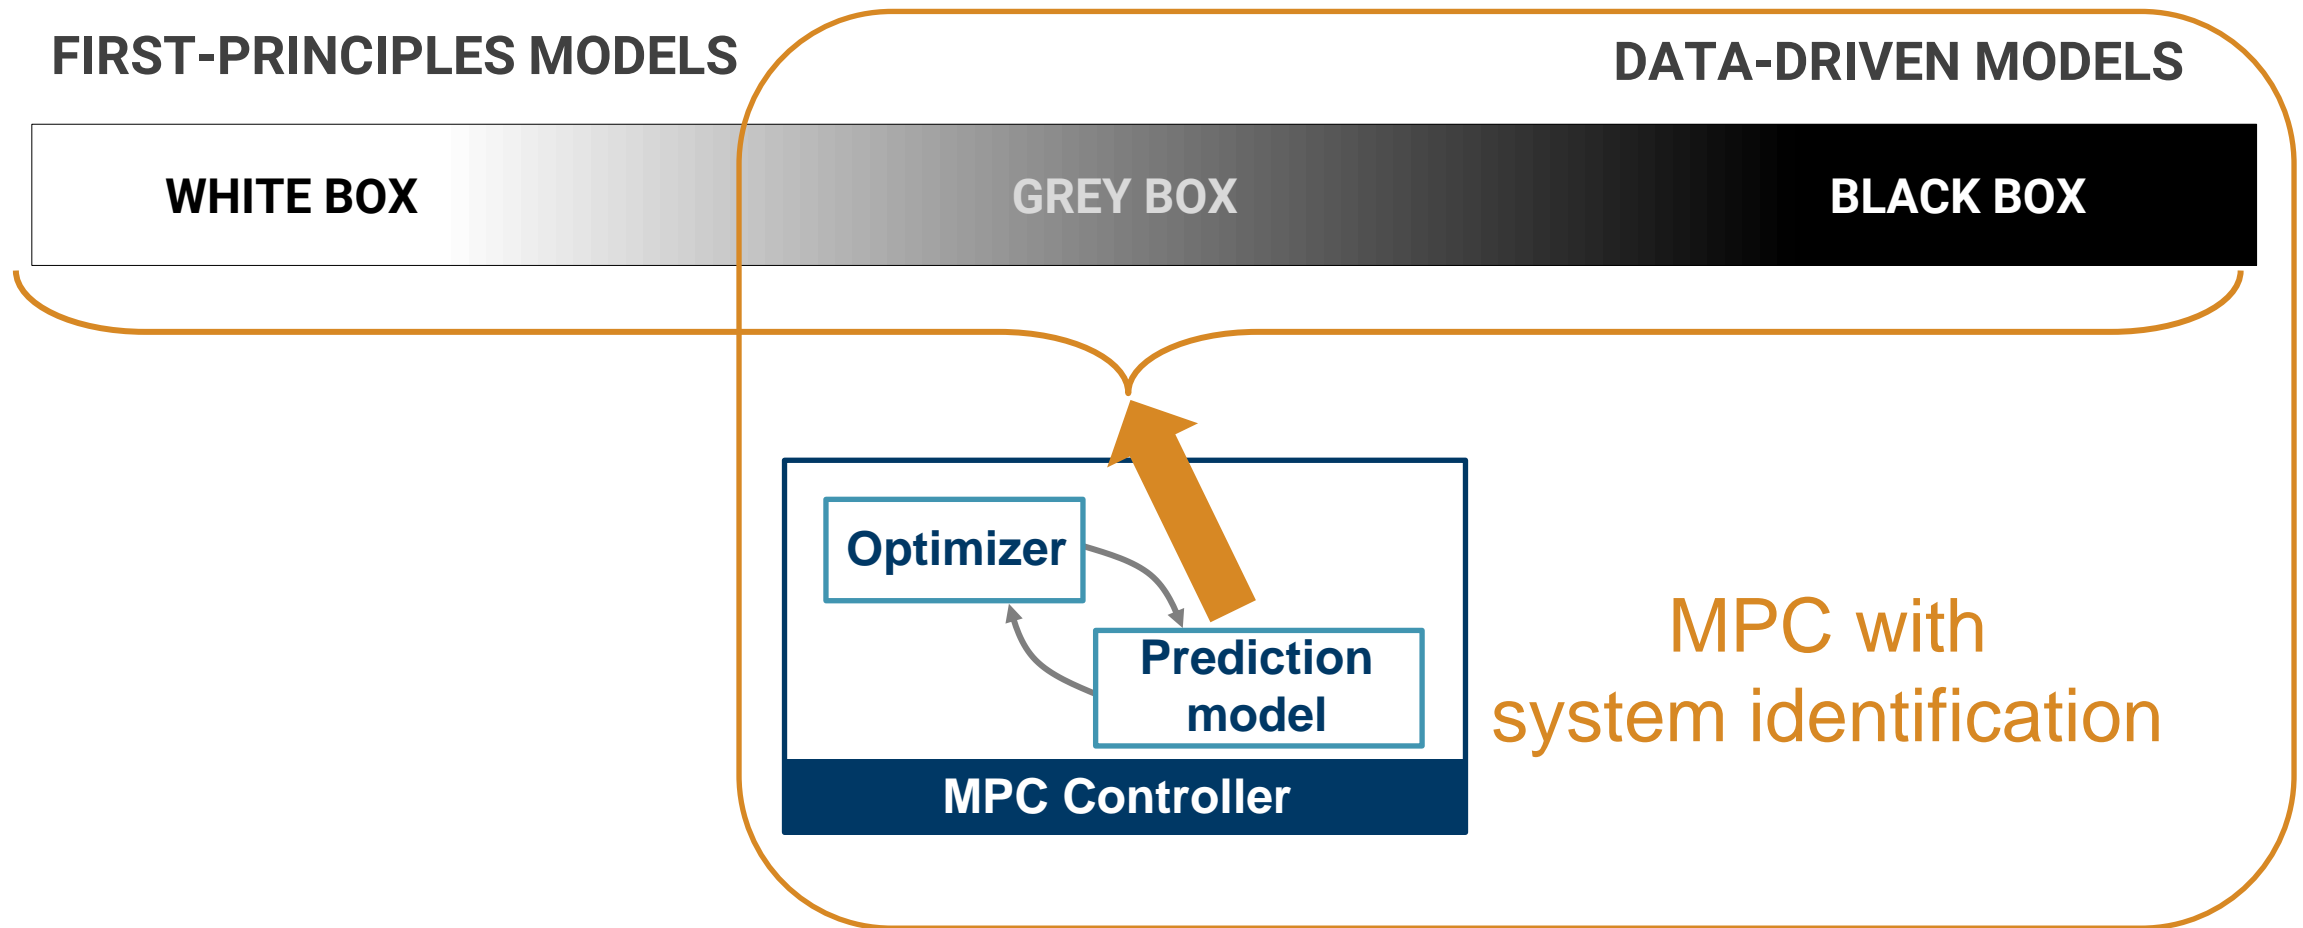 FIRST-PRINCIPLES MODELS
DATA-DRIVEN MODELS
WHITE BOX
GREY BOX
BLACK BOX
Optimizer
Prediction
model
MPC Controller
MPC with
system identification